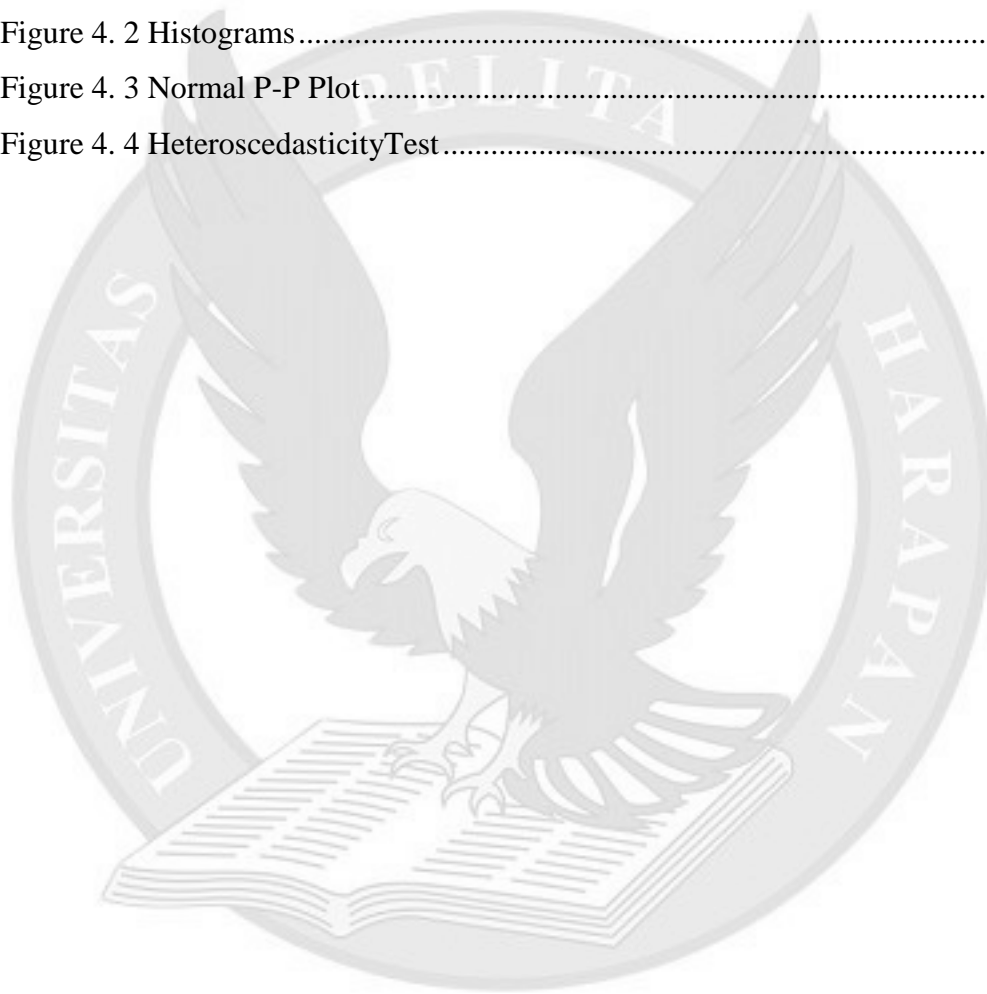 Figure 4. 2 Histograms................................................................................
Figure 4. 3 Normal P-P Plot........................................................................
Figure 4. 4 HeteroscedasticityTest..............................................................
UNIVERSITAS PELITA HARAPAN